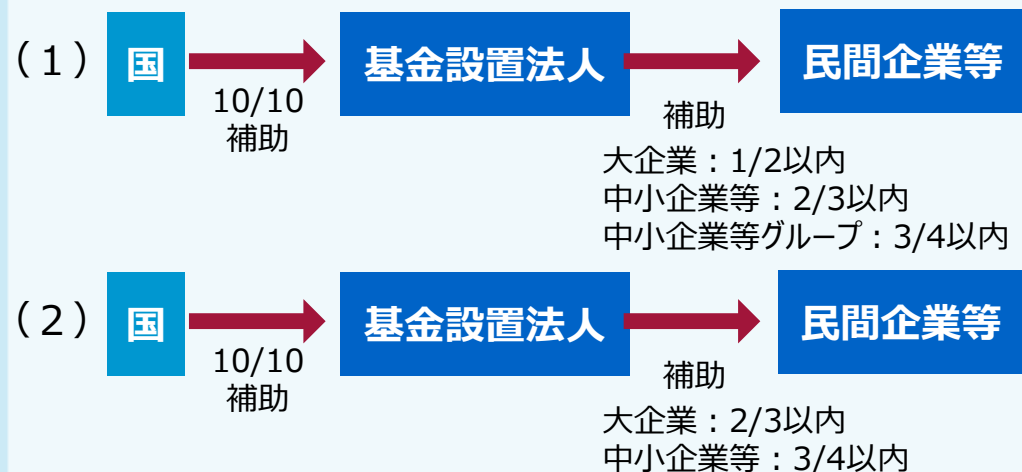 （１） 国 基金設置法人 民間企業等
10/10
補助
補助
大企業：1/2以内
中小企業等：2/3以内
中小企業等グループ：3/4以内
（２） 国 基金設置法人 民間企業等
10/10
補助
補助
大企業：2/3以内
中小企業等：3/4以内